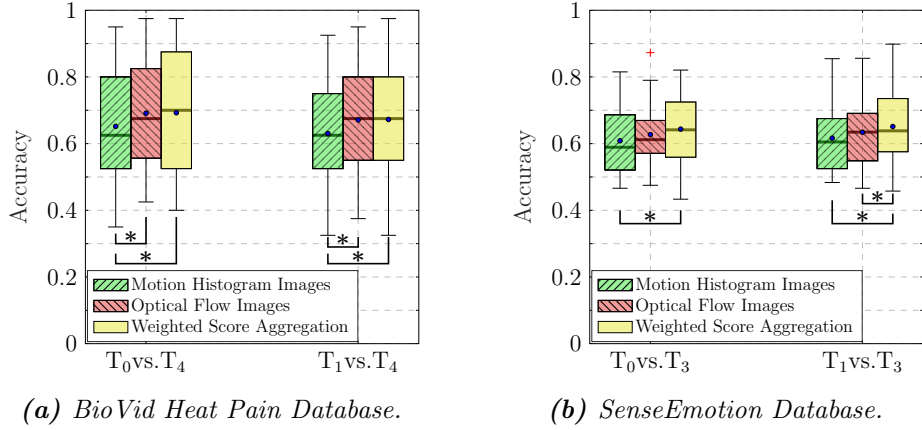 Accuracy
1
0.8
0.6
0.4
0.2
0
*
*
*
*
Motion Histogram Images
Optical Flow Images
Weighted Score Aggregation
T₀vs.T₄
T₁vs.T₄
(a) BioVid Heat Pain Database.
Accuracy
1
0.8
0.6
0.4
0.2
0
*
*
*
Motion Histogram Images
Optical Flow Images
Weighted Score Aggregation
T₀vs.T₃
T₁vs.T₃
(b) SenseEmotion Database.